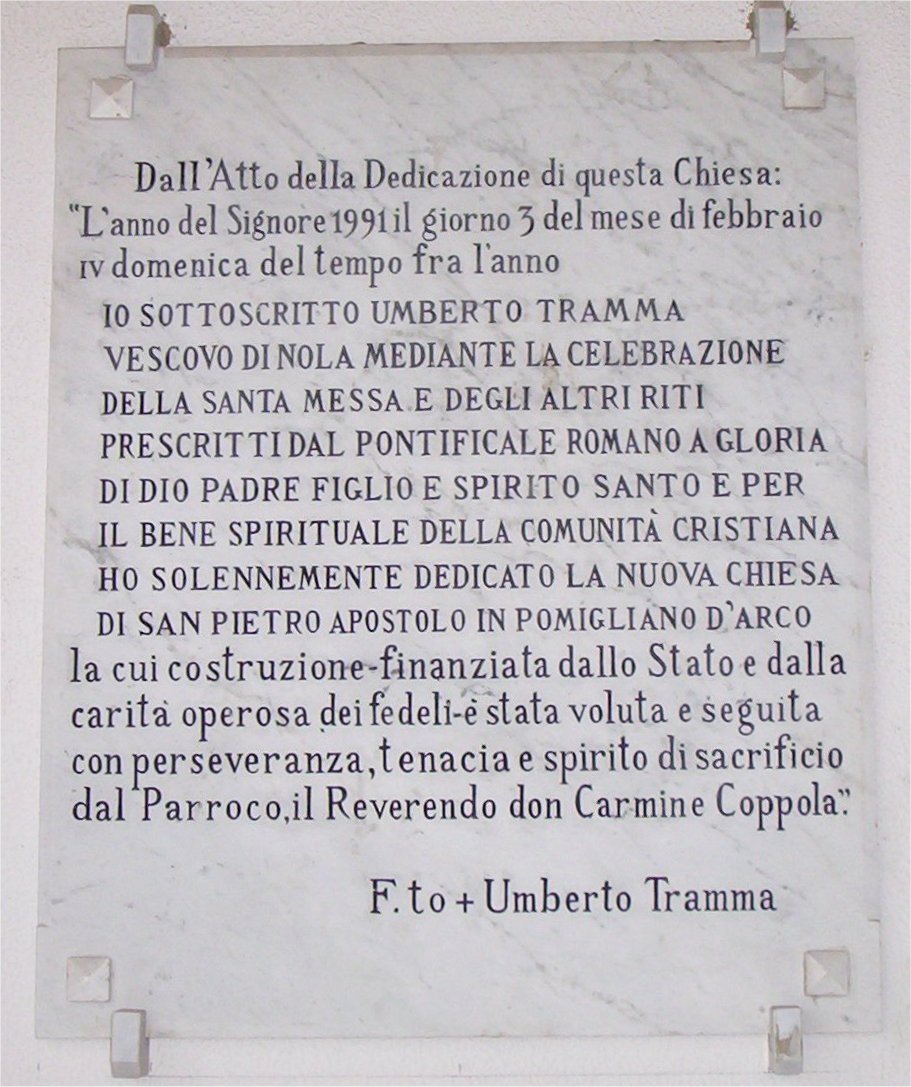 Dall'Atto della Dedicazione di questa Chiesa:
"L'anno del Signore 1991 il giorno 3 del mese di febbraio
IV domenica del tempo fra l'anno
IO SOTTOSCRITTO UMBERTO TRAMMA
VESCOVO DI NOLA MEDIANTE LA CELEBRAZIONE
DELLA SANTA MESSA E DEGLI ALTRI RITI
PRESCRITTI DAL PONTIFICALE ROMANO A GLORIA
DI DIO PADRE FIGLIO E SPIRITO SANTO E PER
IL BENE SPIRITUALE DELLA COMUNITÀ CRISTIANA
HO SOLENNEMENTE DEDICATO LA NUOVA CHIESA
DI SAN PIETRO APOSTOLO IN POMIGLIANO D'ARCO
la cui costruzione-finanziata dallo Stato e dalla
carità operosa dei fedeli-è stata voluta e seguita
con perseveranza, tenacia e spirito di sacrificio
dal Parroco, il Reverendo don Carmine Coppola".
F.to + Umberto Tramma